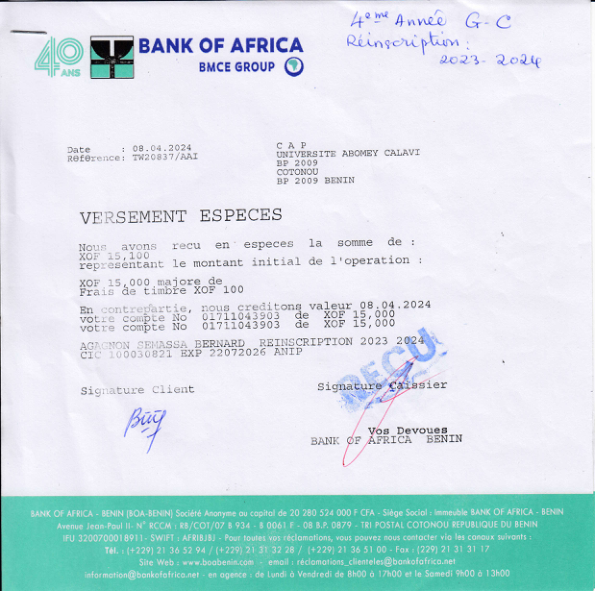 4ème Année G-C
Réinscription :
2023-2024
40 ANS
BANK OF AFRICA
BMCE GROUP
Date : 08.04.2024
Reference: TW20837/AAI
C A P
UNIVERSITE ABOMEY CALAVI
BP 2009
COTONOU
BP 2009 BENIN
VERSEMENT ESPECES
Nous avons recu en especes la somme de :
XOF 15,100
representant le montant initial de l'operation :
XOF 15,000 majore de
Frais de timbre XOF 100
En contrepartie, nous creditons valeur 08.04.2024
votre compte No 01711043903 de XOF 15,000
votre compte No 01711043903 de XOF 15,000
AGAGNON SEMASSA BERNARD REINSCRIPTION 2023 2024
CIC 100030821 EXP 22072026 ANIP
RECU
Signature Client
Signature Caissier
Vos Devoues
BANK OF AFRICA BENIN
BANK OF AFRICA - BENIN (BOA-BENIN) Société Anonyme au capital de 20 280 524 000 F CFA - Siège Social : Immeuble BANK OF AFRICA - BENIN
Avenue Jean-Paul II - N° RCCM : RB/COT/07 B 934 - B 0061 F - 08 B.P. 0879 - TRI POSTAL COTONOU REPUBLIQUE DU BENIN
IFU 3200700018911- SWIFT : AFRIBJBJ - Pour toutes vos réclamations, vous pouvez nous contacter via les canaux suivants :
Tél. : (+229) 21 36 52 94 / (+229) 21 31 32 28 / (+229) 21 36 51 00 - Fax : (229) 21 31 31 17
Site Web : www.boabenin.com - email : réclamations_clienteles@bankofafrica.net
information@bankofafrica.net - en agence : de Lundi à Vendredi de 8h00 à 17h00 et le Samedi 9h00 à 13h00